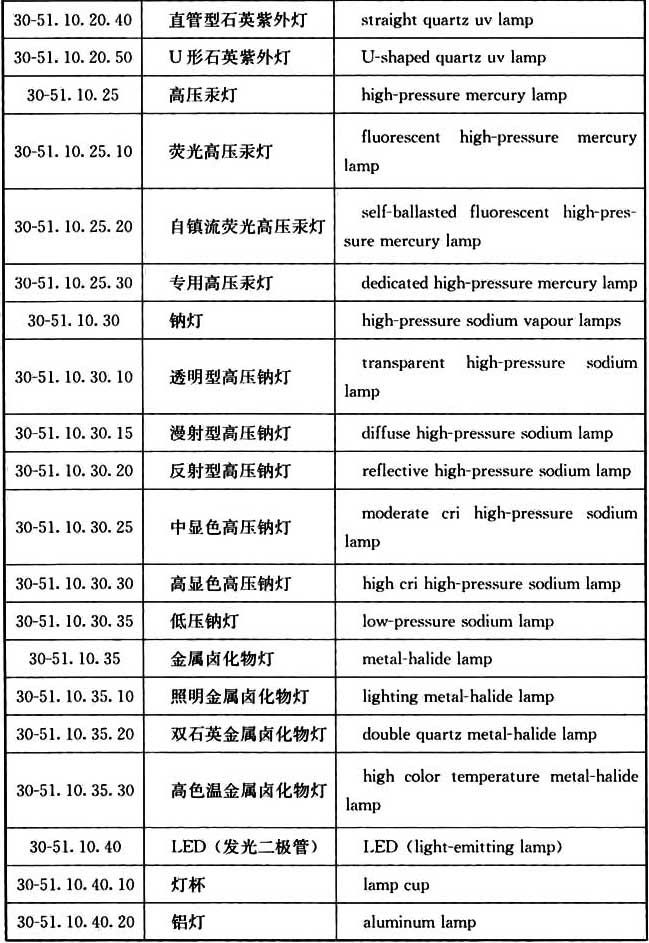 30-51.10.20.40 直管型石英紫外灯 straight quartz uv lamp
30-51.10.20.50 U形石英紫外灯 U-shaped quartz uv lamp
30-51.10.25 高压汞灯 high-pressure mercury lamp
30-51.10.25.10 荧光高压汞灯 fluorescent high-pressure mercury
lamp
30-51.10.25.20 自镇流荧光高压汞灯 self-ballasted fluorescent high-pres-
sure mercury lamp
30-51.10.25.30 专用高压汞灯 dedicated high-pressure mercury lamp
30-51.10.30 钠灯 high-pressure sodium vapour lamps
30-51.10.30.10 透明型高压钠灯 transparent high-pressure sodium
lamp
30-51.10.30.15 漫射型高压钠灯 diffuse high-pressure sodium lamp
30-51.10.30.20 反射型高压钠灯 reflective high-pressure sodium lamp
30-51.10.30.25 中显色高压钠灯 moderate cri high-pressure sodium
lamp
30-51.10.30.30 高显色高压钠灯 high cri high-pressure sodium lamp
30-51.10.30.35 低压钠灯 low-pressure sodium lamp
30-51.10.35 金属卤化物灯 metal-halide lamp
30-51.10.35.10 照明金属卤化物灯 lighting metal-halide lamp
30-51.10.35.20 双石英金属卤化物灯 double quartz metal-halide lamp
30-51.10.35.30 高色温金属卤化物灯 high color temperature metal-halide
lamp
30-51.10.40 LED（发光二极管） LED (light-emitting lamp)
30-51.10.40.10 灯杯 lamp cup
30-51.10.40.20 铝灯 aluminum lamp